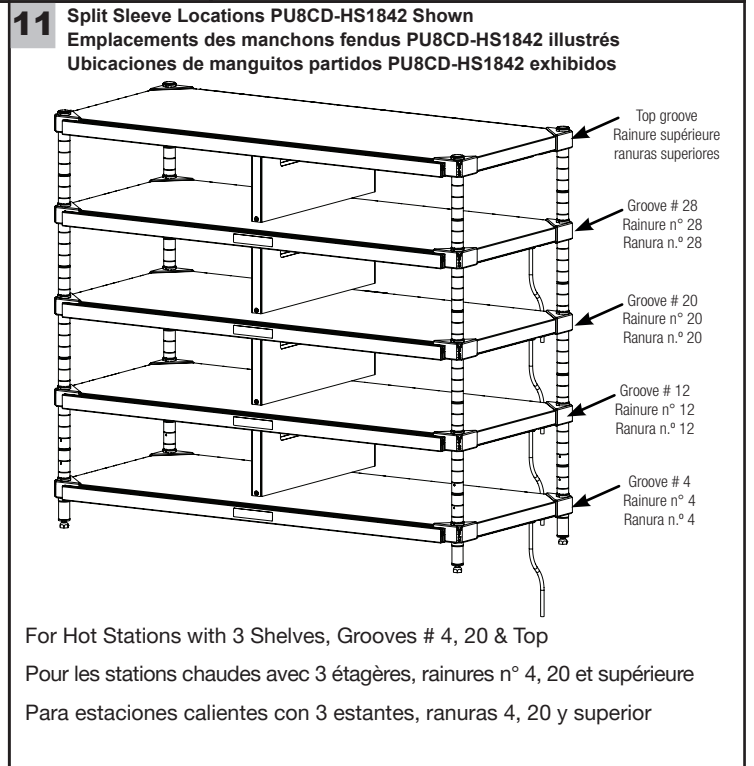 11
Split Sleeve Locations PU8CD-HS1842 Shown
Emplacements des manchons fendus PU8CD-HS1842 illustrés
Ubicaciones de manguitos partidos PU8CD-HS1842 exhibidos
Top groove
Rainure supérieure
ranuras superiores
Groove # 28
Rainure n° 28
Ranura n.º 28
Groove # 20
Rainure n° 20
Ranura n.º 20
Groove # 12
Rainure n° 12
Ranura n.º 12
Groove # 4
Rainure n° 4
Ranura n.º 4
For Hot Stations with 3 Shelves, Grooves # 4, 20 & Top
Pour les stations chaudes avec 3 étagères, rainures n° 4, 20 et supérieure
Para estaciones calientes con 3 estantes, ranuras 4, 20 y superior